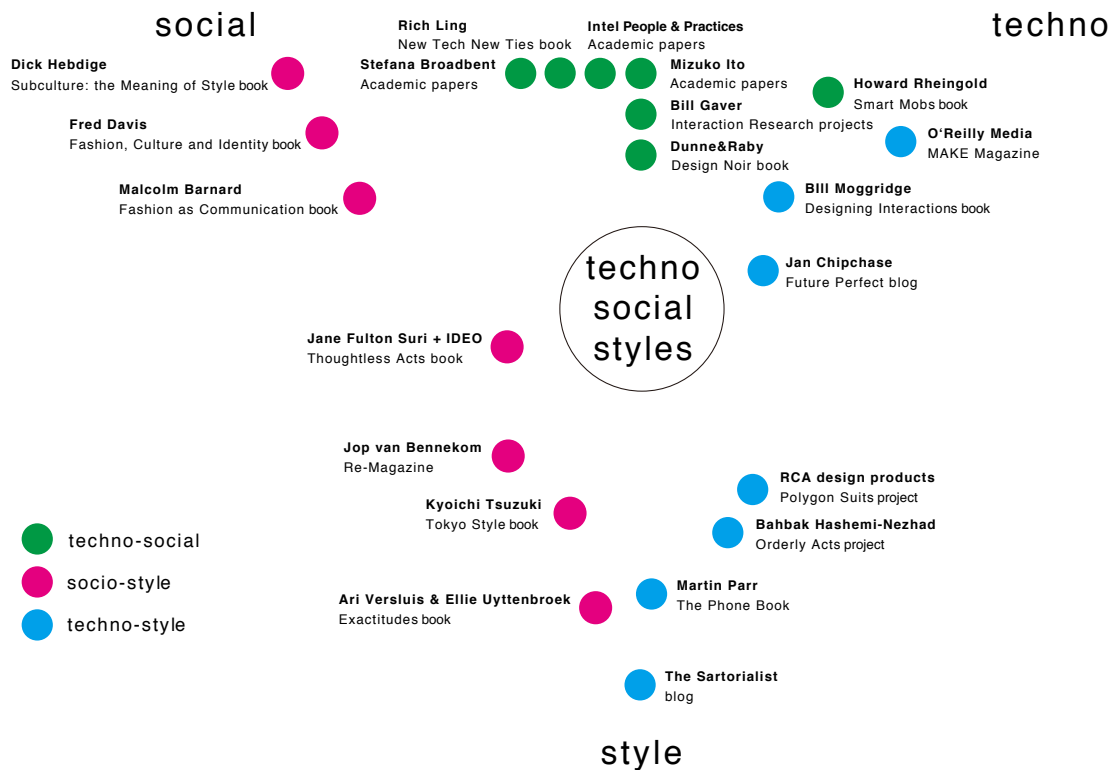 social
techno
Rich Ling
New Tech New Ties book
Intel People & Practices
Academic papers
Dick Hebdige
Subculture: the Meaning of Style book
Stefana Broadbent
Academic papers
Mizuko Ito
Academic papers
Howard Rheingold
Smart Mobs book
Fred Davis
Fashion, Culture and Identity book
Bill Gaver
Interaction Research projects
O‘Reilly Media
MAKE Magazine
Dunne&Raby
Design Noir book
Malcolm Barnard
Fashion as Communication book
BIll Moggridge
Designing Interactions book
techno
social
styles
Jan Chipchase
Future Perfect blog
Jane Fulton Suri + IDEO
Thoughtless Acts book
Jop van Bennekom
Re-Magazine
RCA design products
Polygon Suits project
Kyoichi Tsuzuki
Tokyo Style book
Bahbak Hashemi-Nezhad
Orderly Acts project
techno-social
socio-style
techno-style
Martin Parr
The Phone Book
Ari Versluis & Ellie Uyttenbroek
Exactitudes book
The Sartorialist
blog
style